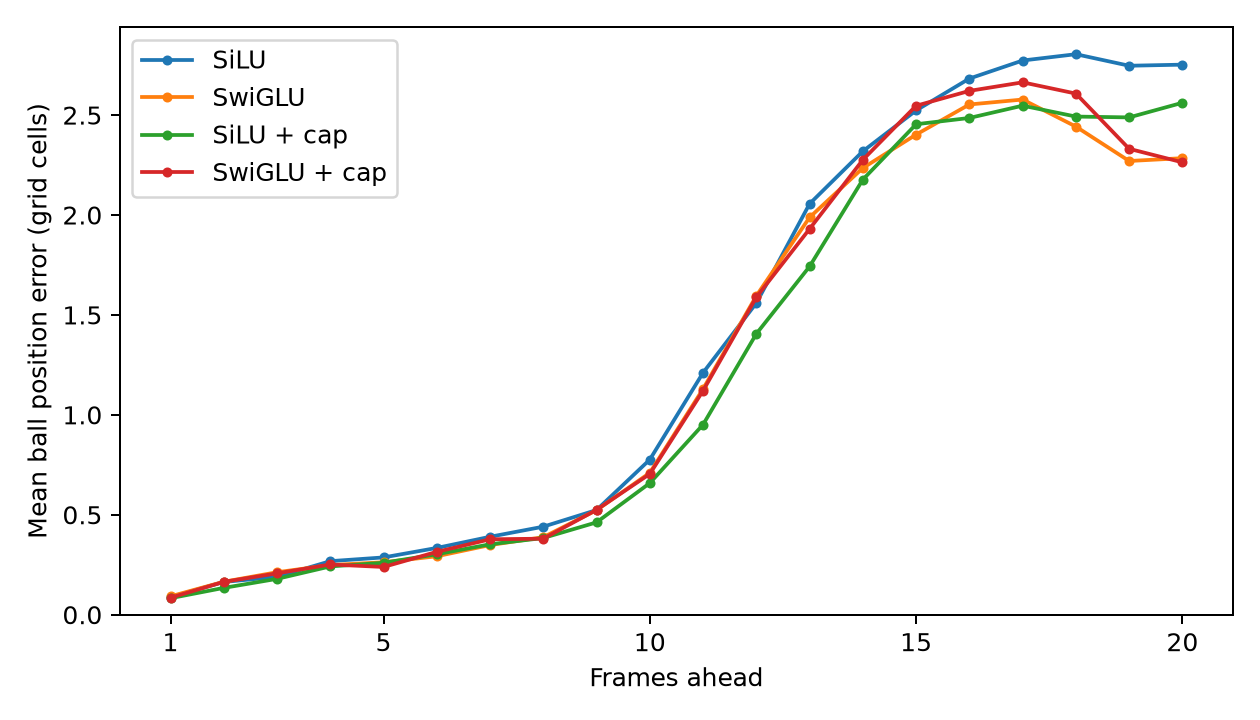 SiLU
SwiGLU
SiLU + cap
SwiGLU + cap
Mean ball position error (grid cells)
2.5
2.0
1.5
1.0
0.5
0.0
1 5 10 15 20
Frames ahead